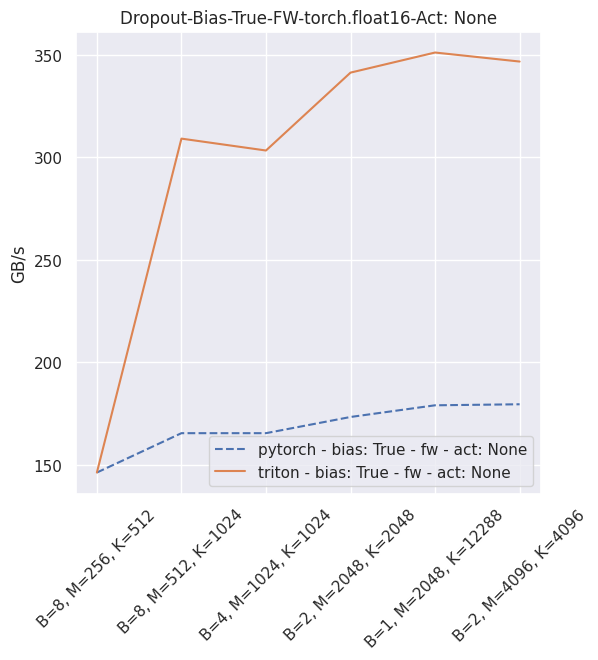 Dropout-Bias-True-FW-torch.float16-Act: None
350
300
250
200
150
GB/s
pytorch - bias: True - fw - act: None
triton - bias: True - fw - act: None
B=8, M=256, K=512
B=8, M=512, K=1024
B=4, M=1024, K=1024
B=2, M=2048, K=2048
B=1, M=2048, K=12288
B=2, M=4096, K=4096